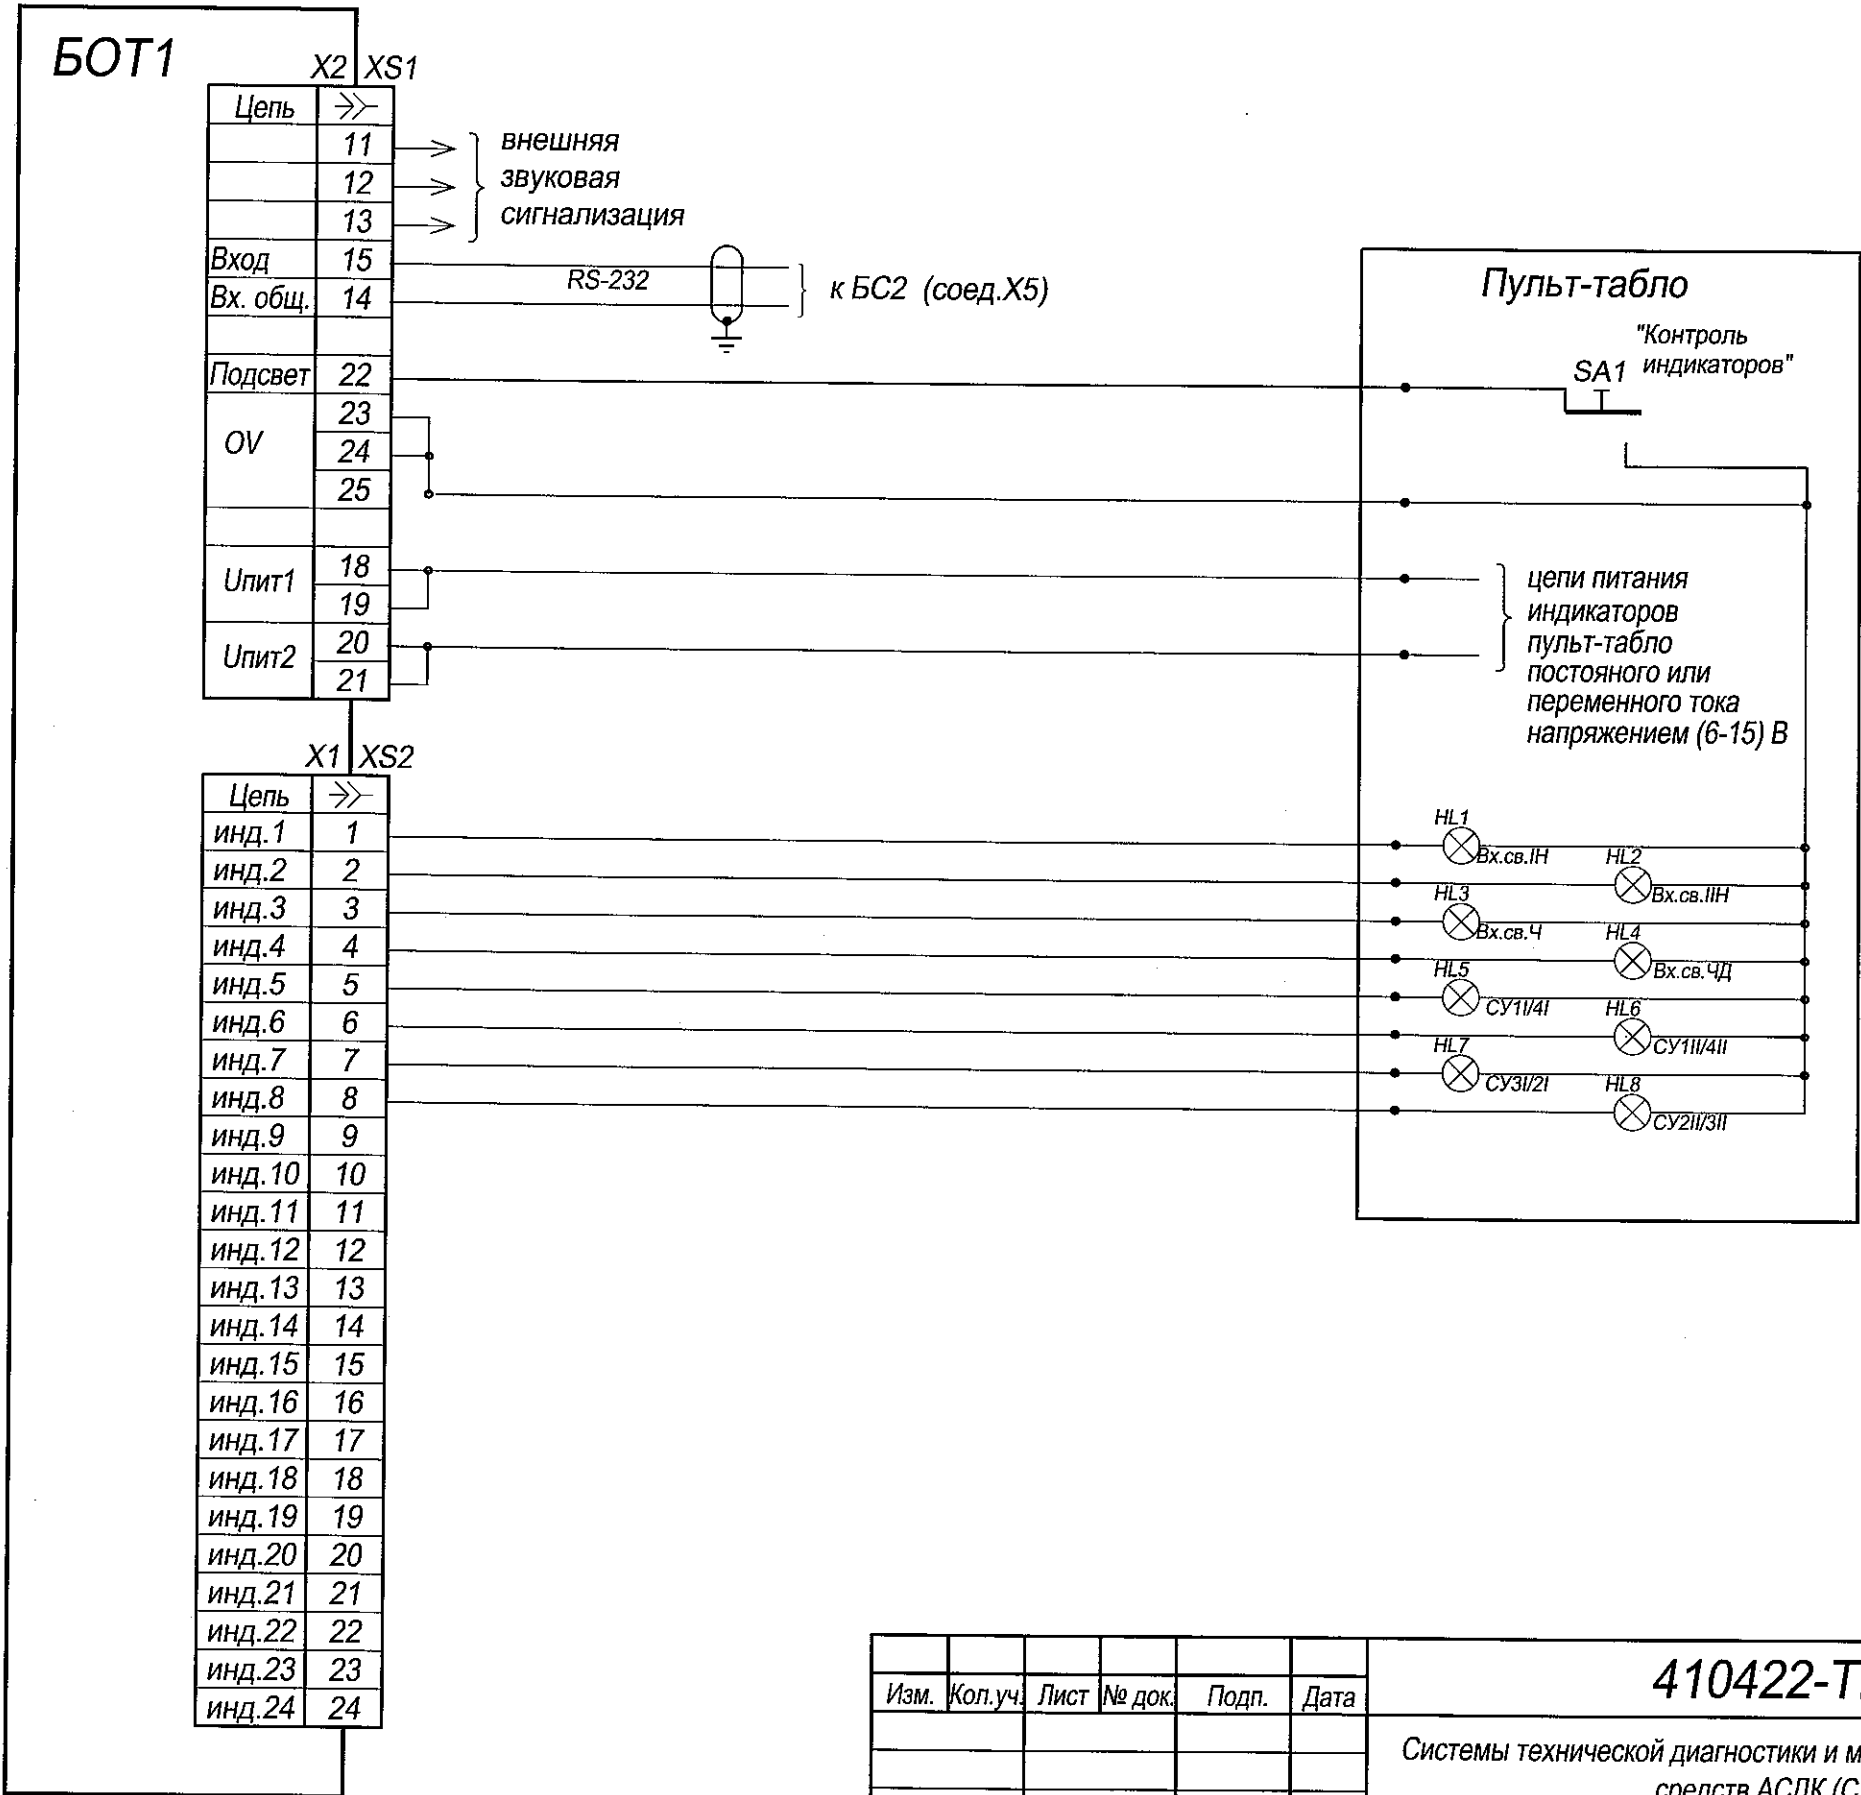 БОТ1
X2 XS1
Цепь
11
12
13
внешняя
звуковая
сигнализация
Вход 15
Вх. общ. 14
RS-232
к БС2 (соед.X5)
Подсвет 22
OV
23
24
25
Uпит1
18
19
Uпит2
20
21
Пульт-табло
"Контроль
индикаторов"
SA1
цепи питания
индикаторов
пульт-табло
постояного или
переменного тока
напряжением (6-15) В
X1 XS2
Цепь
инд.1 1
инд.2 2
инд.3 3
инд.4 4
инд.5 5
инд.6 6
инд.7 7
инд.8 8
инд.9 9
инд.10 10
инд.11 11
инд.12 12
инд.13 13
инд.14 14
инд.15 15
инд.16 16
инд.17 17
инд.18 18
инд.19 19
инд.20 20
инд.21 21
инд.22 22
инд.23 23
инд.24 24
HL1
Вх.св.IН
HL2
Вх.св.IIН
HL3
Вх.св.Ч
HL4
Вх.св.ЧД
HL5
СУ1I/4I
HL6
СУ1II/4II
HL7
СУ3I/2I
HL8
СУ2II/3II
Изм. Кол.уч. Лист № док. Подп. Дата
410422-Т
Системы технической диагностики и м
средств АСДК (С